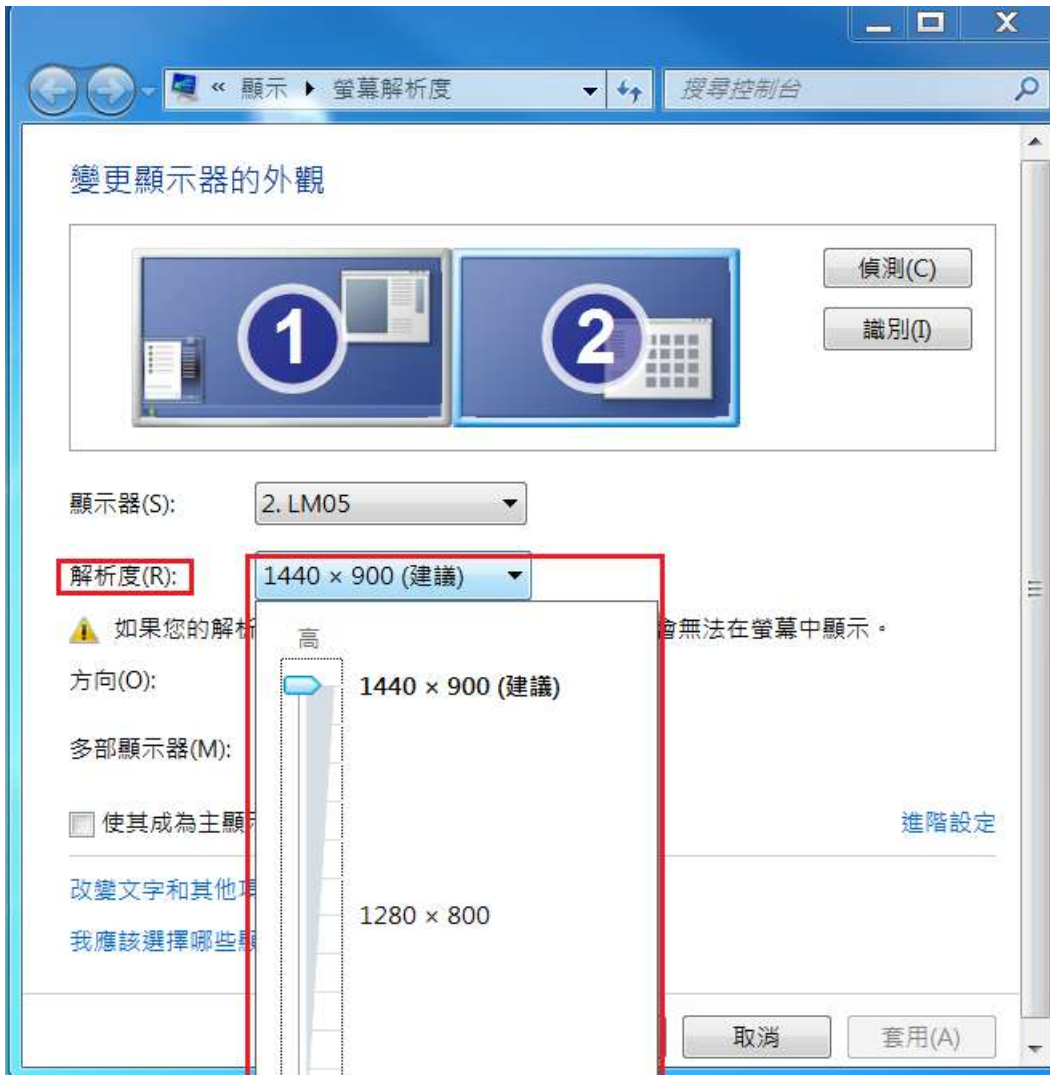 « 顯示 ▶ 螢幕解析度
搜尋控制台
變更顯示器的外觀
1
2
偵測(C)
識別(I)
顯示器(S):
2. LM05
解析度(R):
1440 × 900 (建議)
如果您的解析
會無法在螢幕中顯示。
高
方向(O):
1440 × 900 (建議)
多部顯示器(M):
使其成為主顯
進階設定
改變文字和其他
1280 × 800
我應該選擇哪些
取消
套用(A)